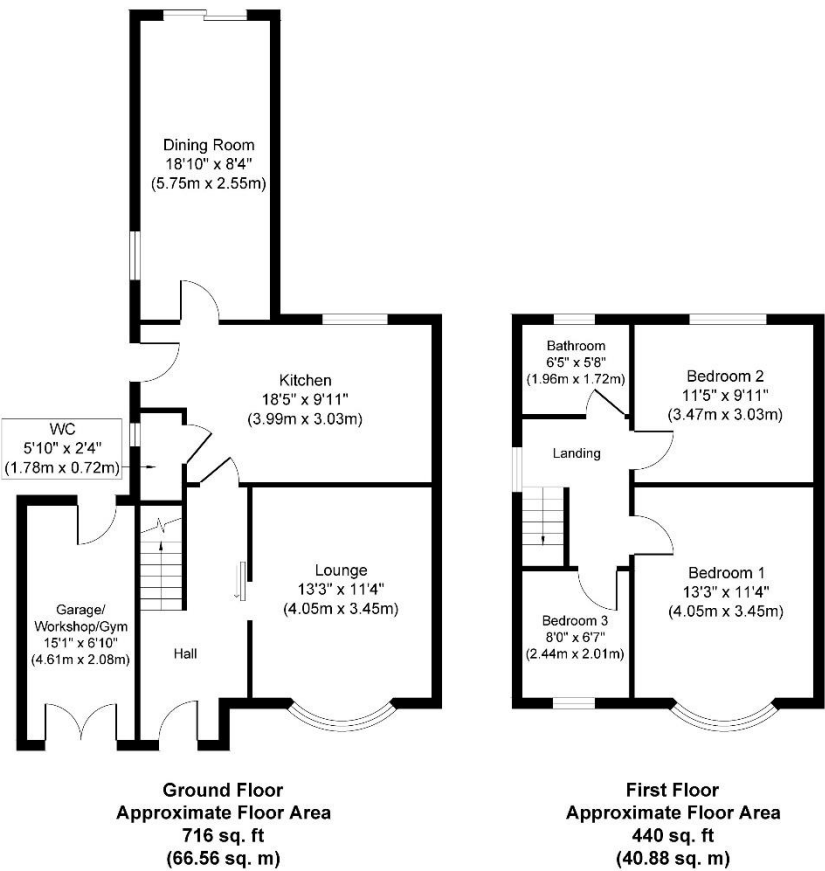 Dining Room
18'10" x 8'4"
(5.75m x 2.55m)
Kitchen
18'5" x 9'11"
(3.99m x 3.03m)
WC
5'10" x 2'4"
(1.78m x 0.72m)
Lounge
13'3" x 11'4"
(4.05m x 3.45m)
Garage/
Workshop/Gym
15'1" x 6'10"
(4.61m x 2.08m)
Hall
Ground Floor
Approximate Floor Area
716 sq. ft
(66.56 sq. m)
Bathroom
6'5" x 5'8"
(1.96m x 1.72m)
Bedroom 2
11'5" x 9'11"
(3.47m x 3.03m)
Landing
Bedroom 1
13'3" x 11'4"
(4.05m x 3.45m)
Bedroom 3
8'0" x 6'7"
(2.44m x 2.01m)
First Floor
Approximate Floor Area
440 sq. ft
(40.88 sq. m)